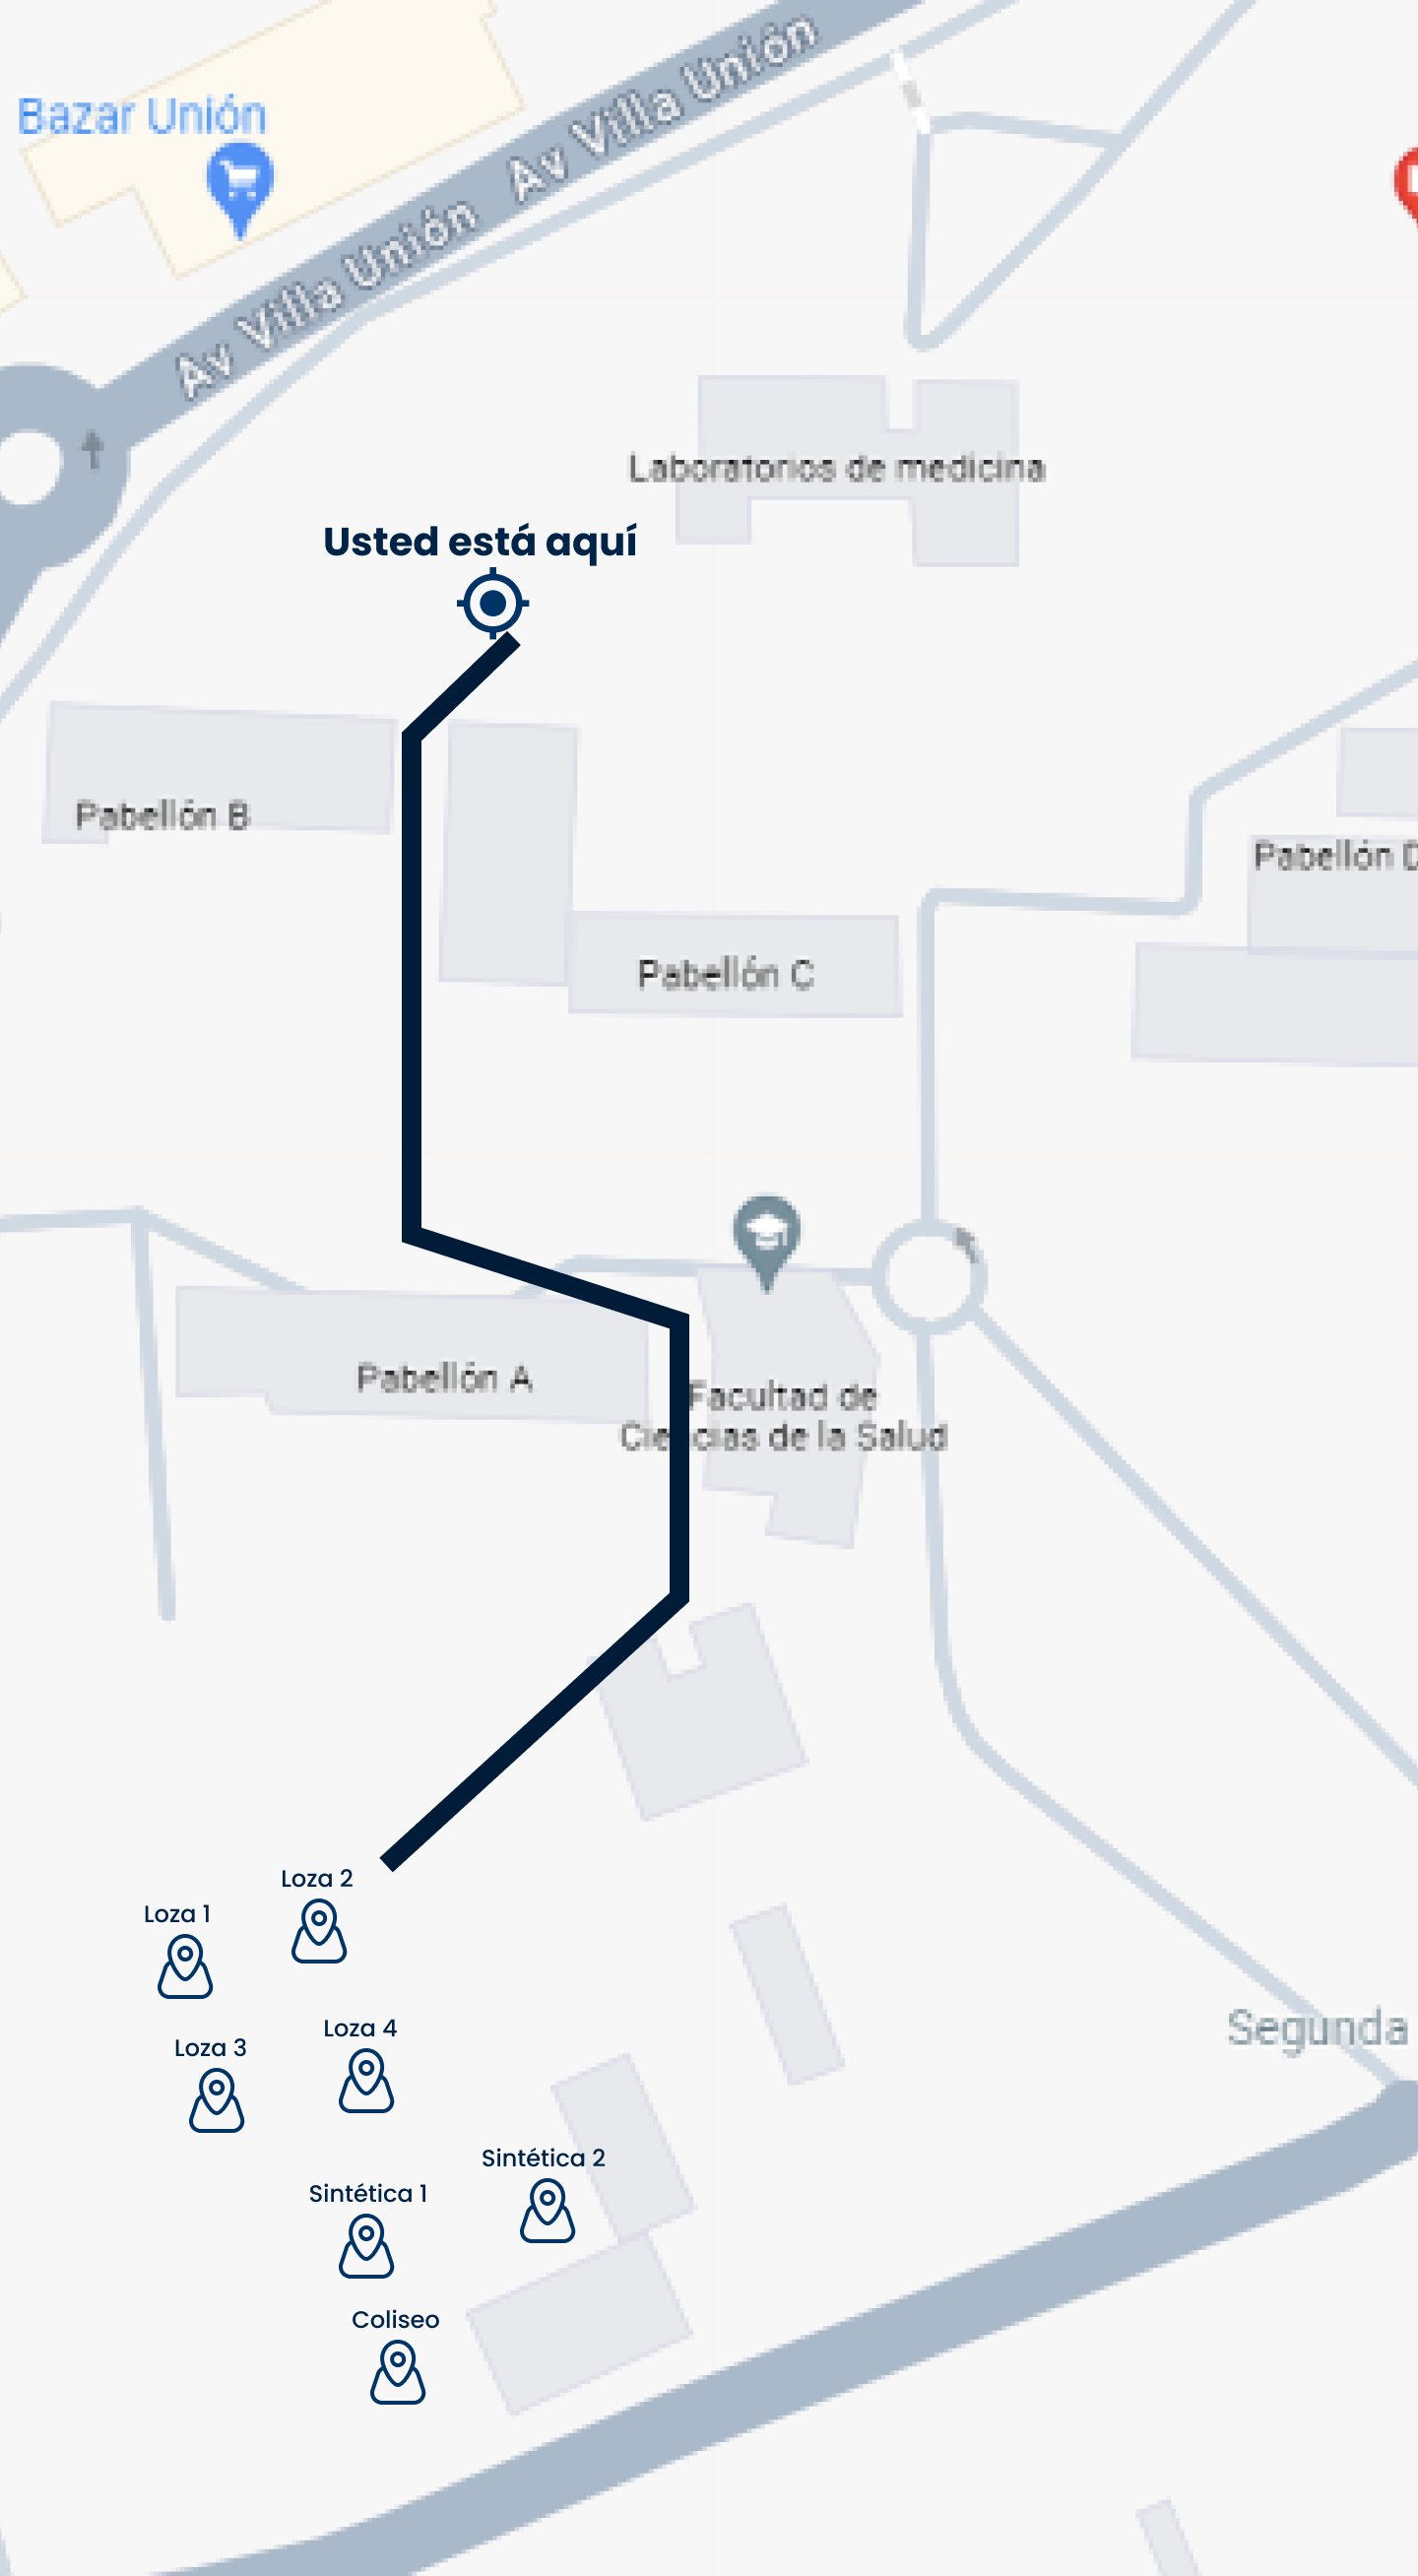 Av Villa Unión
Bazar Unión
Av Villa Unión
Laboratorios de medicina
Usted está aquí
Pabellón B
Pabellón D
Pabellón C
Pabellón A
Facultad de
Ciencias de la Salud
Loza 2
Loza 1
Segunda
Loza 4
Loza 3
Sintética 2
Sintética 1
Coliseo